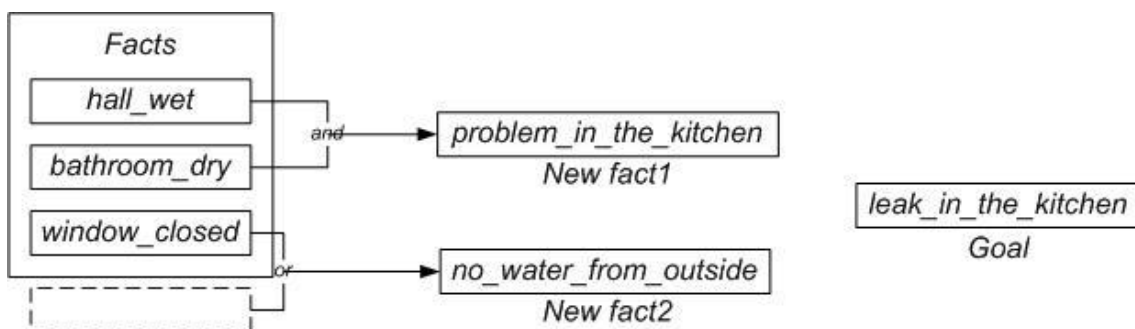 Facts
hall_wet
and
problem_in_the_kitchen
bathroom_dry
New fact1
window_closed
leak_in_the_kitchen
Goal
or
no_water_from_outside
New fact2